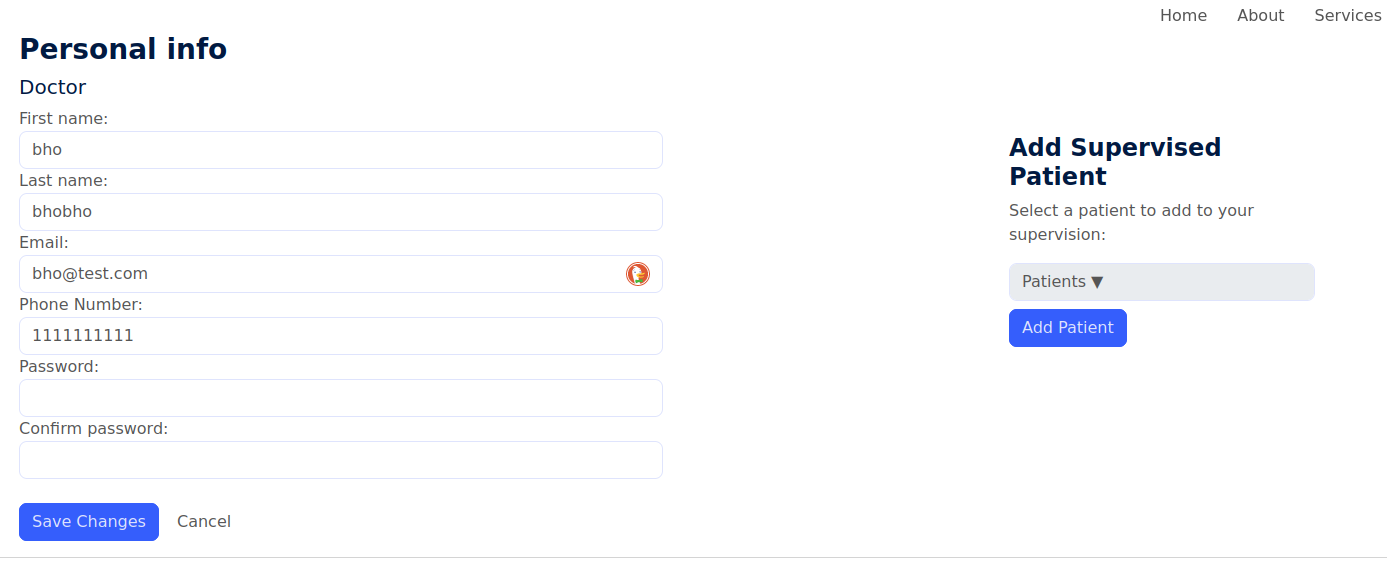 Home About Services
Personal info
Doctor
First name:
bho
Last name:
bhobho
Email:
bho@test.com
Phone Number:
1111111111
Password:
Confirm password:
Save Changes Cancel
Add Supervised
Patient
Select a patient to add to your
supervision:
Patients ▼
Add Patient